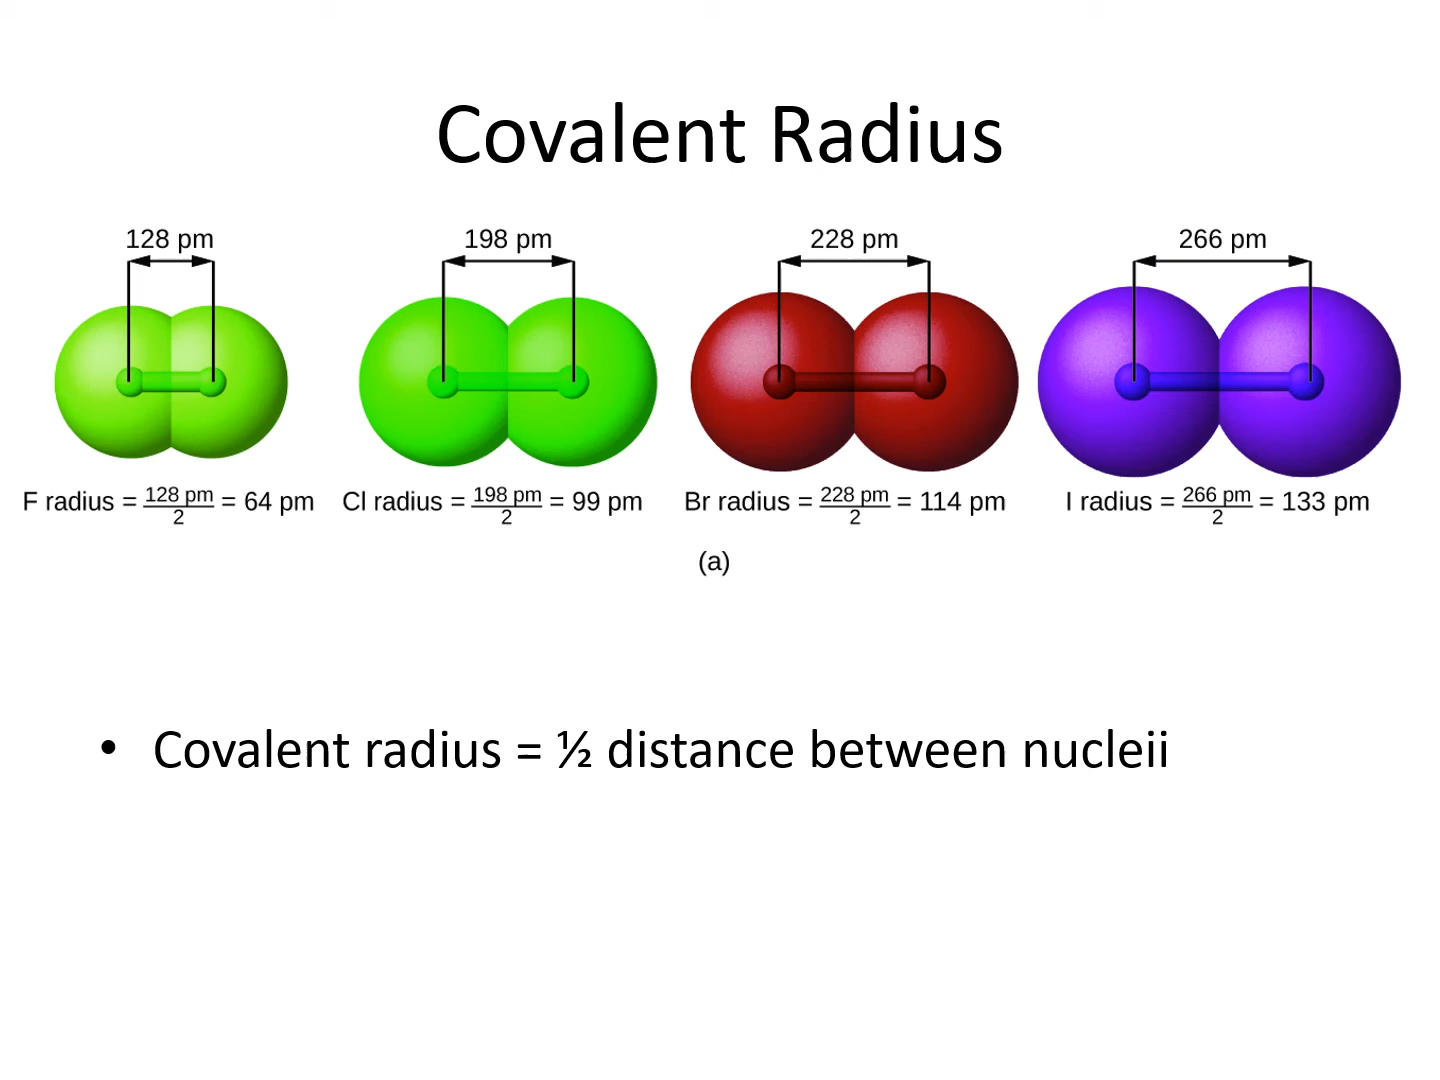 Covalent Radius
128 pm 198 pm 228 pm 266 pm
F radius = 128 pm / 2 = 64 pm Cl radius = 198 pm / 2 = 99 pm Br radius = 228 pm / 2 = 114 pm I radius = 266 pm / 2 = 133 pm
(a)
• Covalent radius = ½ distance between nucleii